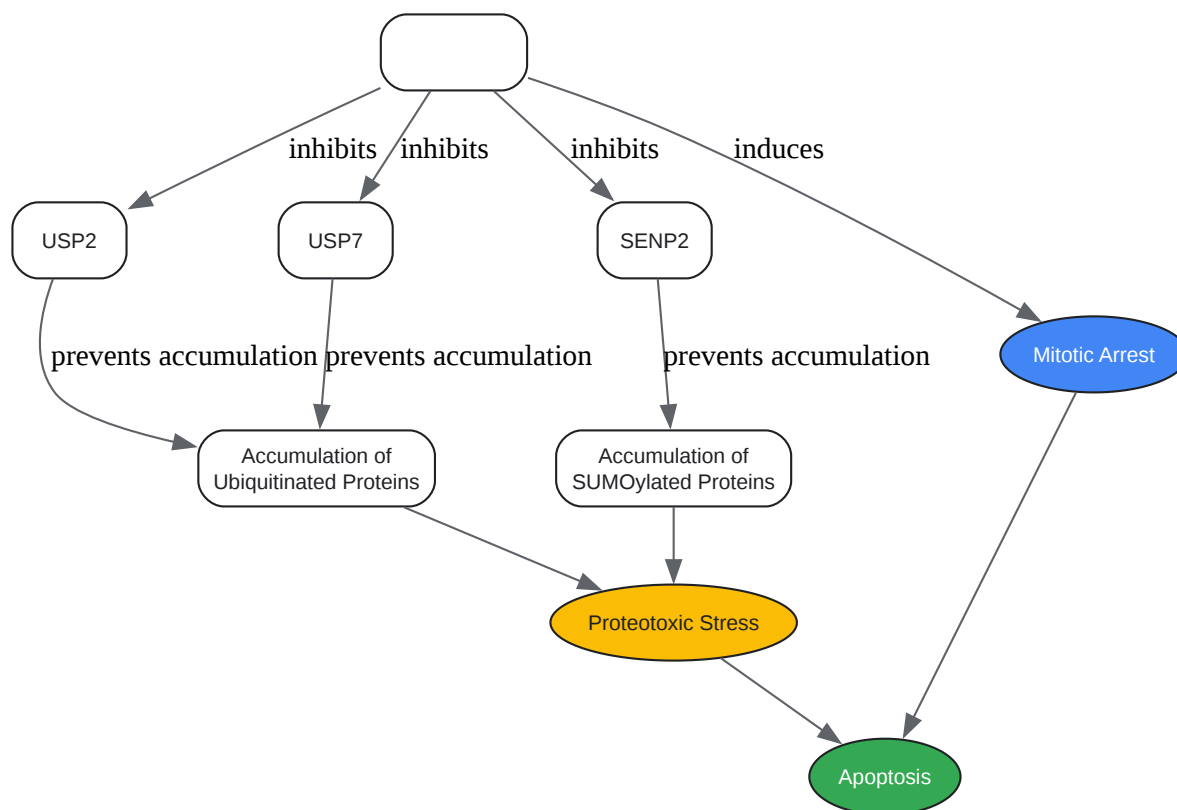 inhibits
inhibits
inhibits
induces
USP2
USP7
SENP2
prevents accumulation
prevents accumulation
prevents accumulation
Mitotic Arrest
Accumulation of
Ubiquitinated Proteins
Accumulation of
SUMOylated Proteins
Proteotoxic Stress
Apoptosis